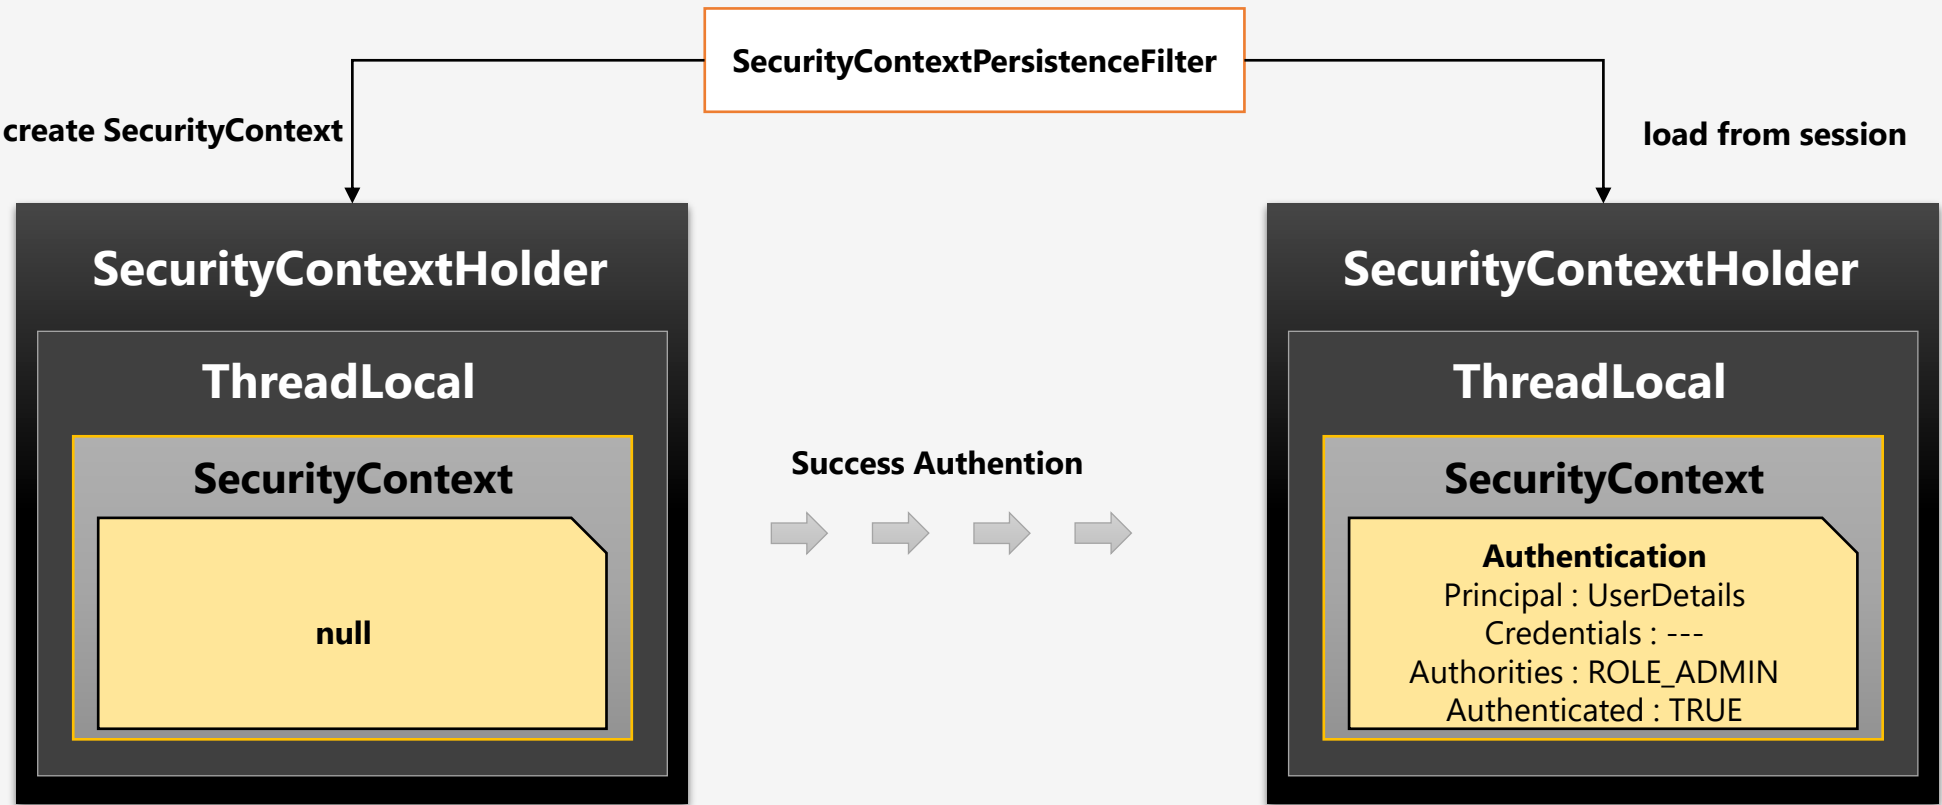 SecurityContextPersistenceFilter
create SecurityContext
load from session
SecurityContextHolder
ThreadLocal
SecurityContext
null
Success Authention
SecurityContextHolder
ThreadLocal
SecurityContext
Authentication
Principal : UserDetails
Credentials : ---
Authorities : ROLE_ADMIN
Authenticated : TRUE